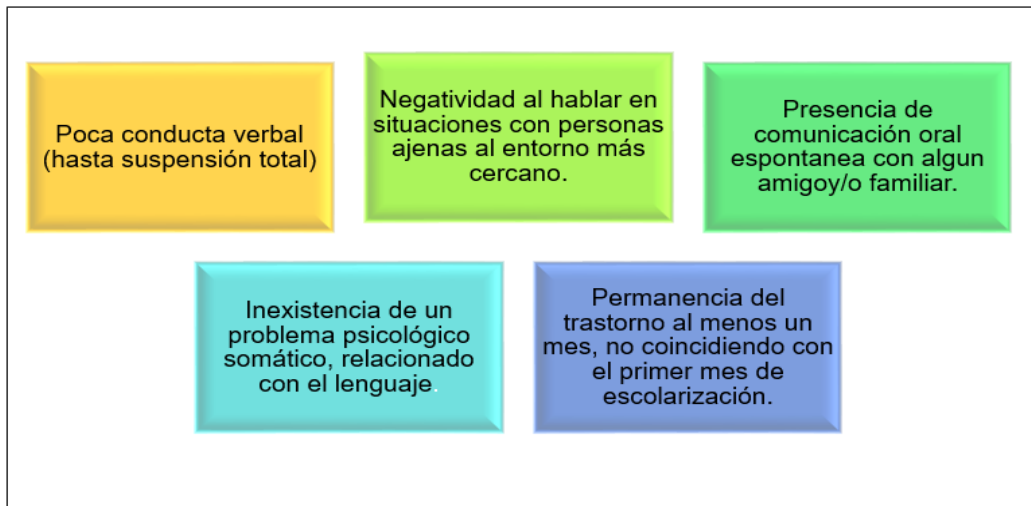 Poca conducta verbal
(hasta suspensión total)
Negatividad al hablar en
situaciones con personas
ajenas al entorno más
cercano.
Presencia de
comunicación oral
espontanea con algun
amigoy/o familiar.
Inexistencia de un
problema psicológico
somático, relacionado
con el lenguaje.
Permanencia del
trastorno al menos un
mes, no coincidiendo con
el primer mes de
escolarización.